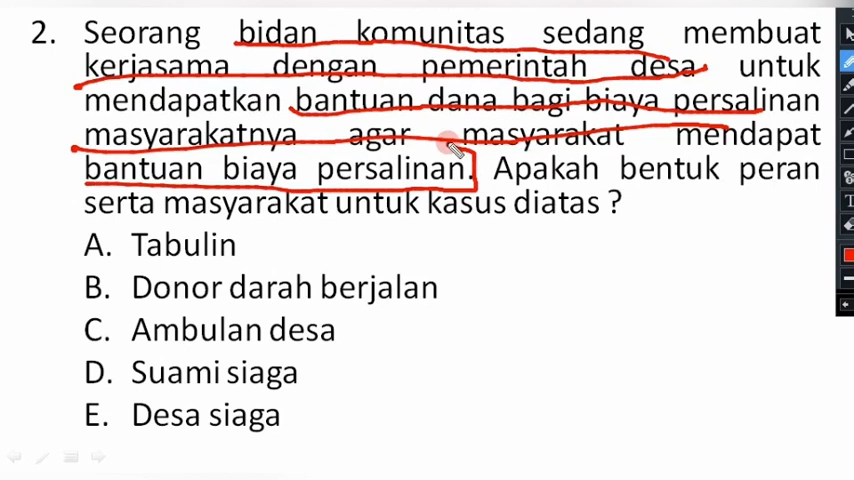 2. Seorang bidan komunitas sedang membuat
kerjasama dengan pemerintah desa untuk
mendapatkan bantuan dana bagi biaya persalinan
masyarakatnya agar masyarakat mendapat
bantuan biaya persalinan. Apakah bentuk peran
serta masyarakat untuk kasus diatas ?
A. Tabulin
B. Donor darah berjalan
C. Ambulan desa
D. Suami siaga
E. Desa siaga